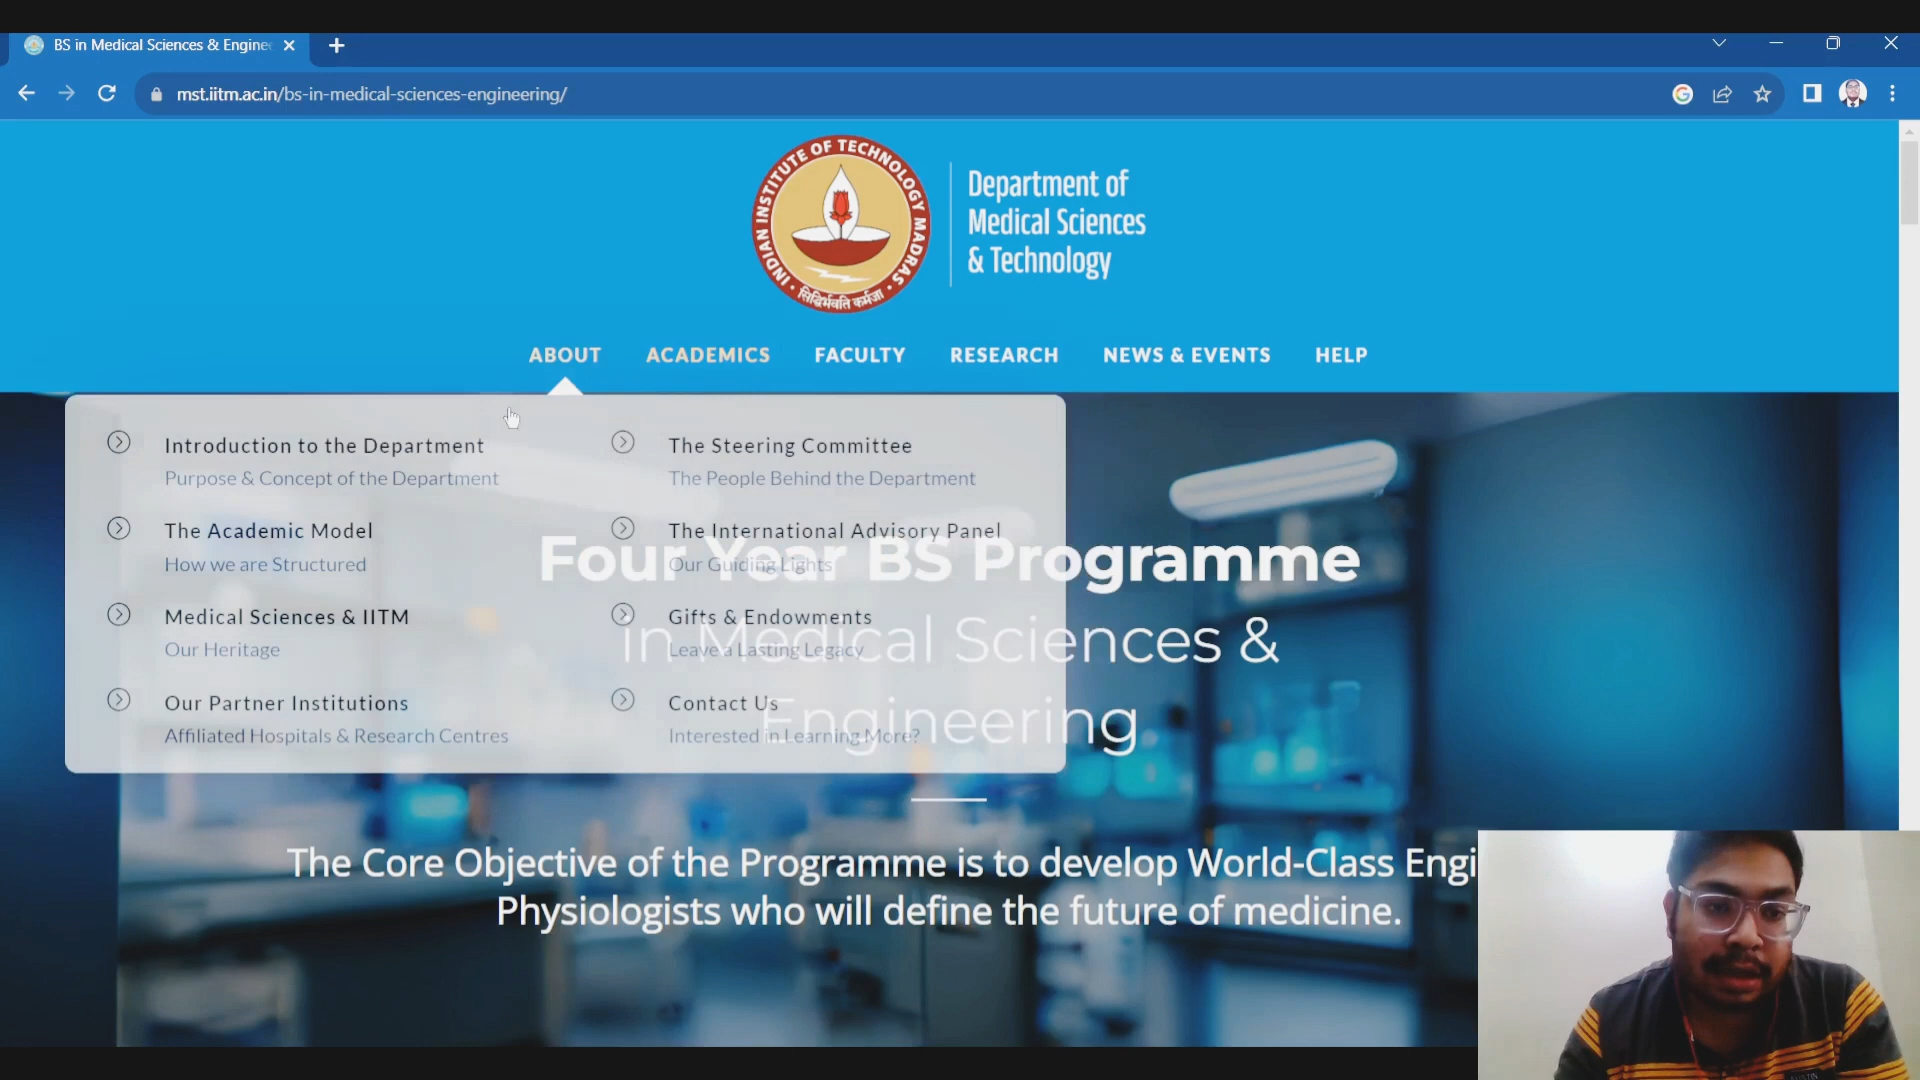 BS in Medical Sciences & Engine
mst.iitm.ac.in/bs-in-medical-sciences-engineering/
INDIAN INSTITUTE OF TECHNOLOGY MADRAS
सिद्धिर्भवति कर्मजा
Department of
Medical Sciences
& Technology
ABOUT ACADEMICS FACULTY RESEARCH NEWS & EVENTS HELP
Introduction to the Department
Purpose & Concept of the Department
The Academic Model
How we are Structured
Medical Sciences & IITM
Our Heritage
Our Partner Institutions
Affiliated Hospitals & Research Centres
The Steering Committee
The People Behind the Department
The International Advisory Panel
Our Guiding Lights
Gifts & Endowments
Leave a Lasting Legacy
Contact Us
Interested in Learning More?
Four Year BS Programme
in Medical Sciences &
Engineering
The Core Objective of the Programme is to develop World-Class Engi
Physiologists who will define the future of medicine.